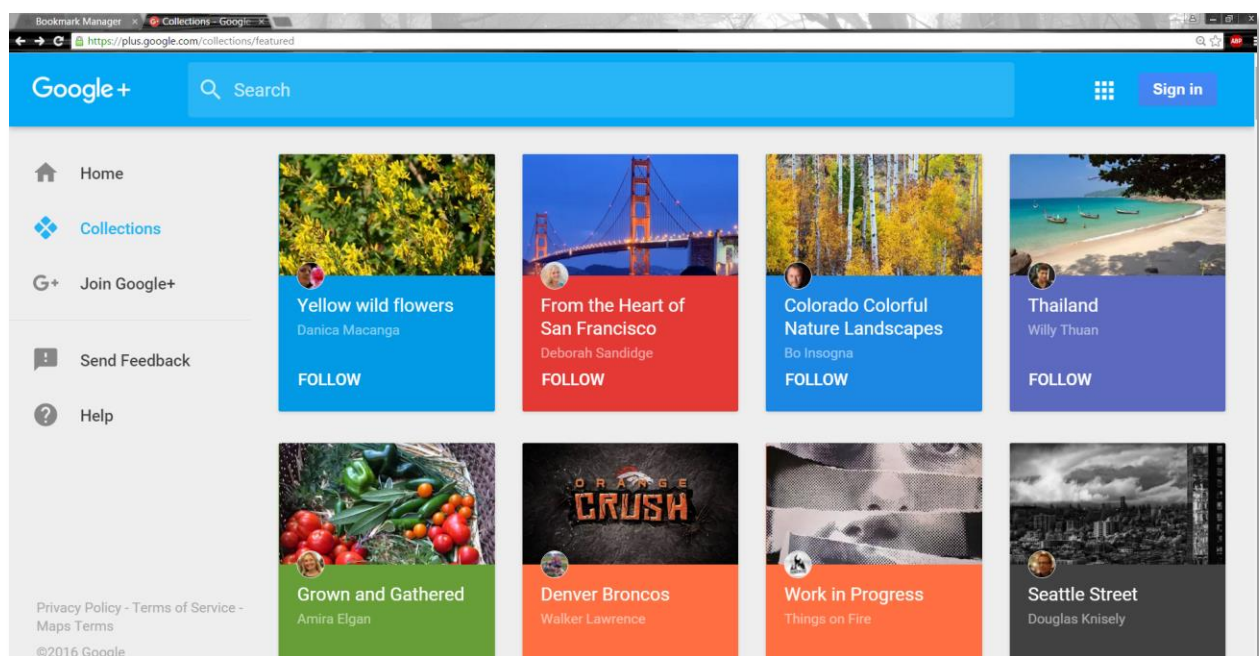 Bookmark Manager
Collections - Google
https://plus.google.com/collections/featured
ABP
Google+
Search
Sign in
Home
Collections
G+ Join Google+
Send Feedback
Help
Privacy Policy - Terms of Service -
Maps Terms
©2016 Google
Yellow wild flowers
Danica Macanga
FOLLOW
From the Heart of
San Francisco
Deborah Sandidge
FOLLOW
Colorado Colorful
Nature Landscapes
Bo Insogna
FOLLOW
Thailand
Willy Thuan
FOLLOW
Grown and Gathered
Amira Elgan
ORANGE
CRUSH
Denver Broncos
Walker Lawrence
Work in Progress
Things on Fire
Seattle Street
Douglas Knisely